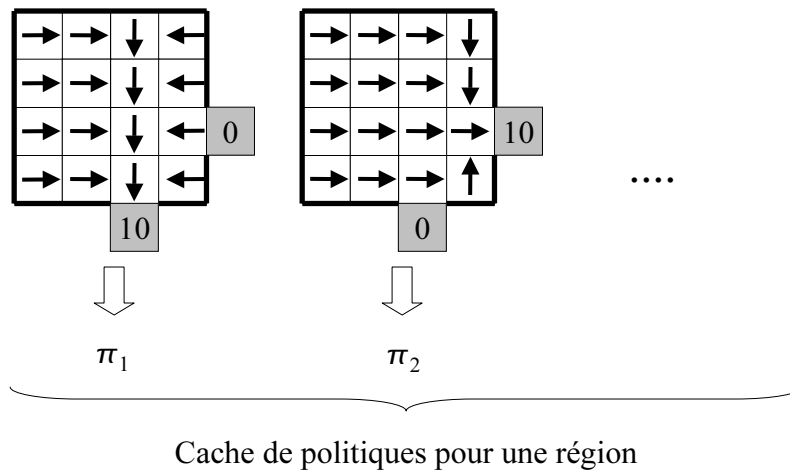 0
10
10
0
....
π1
π2
Cache de politiques pour une région